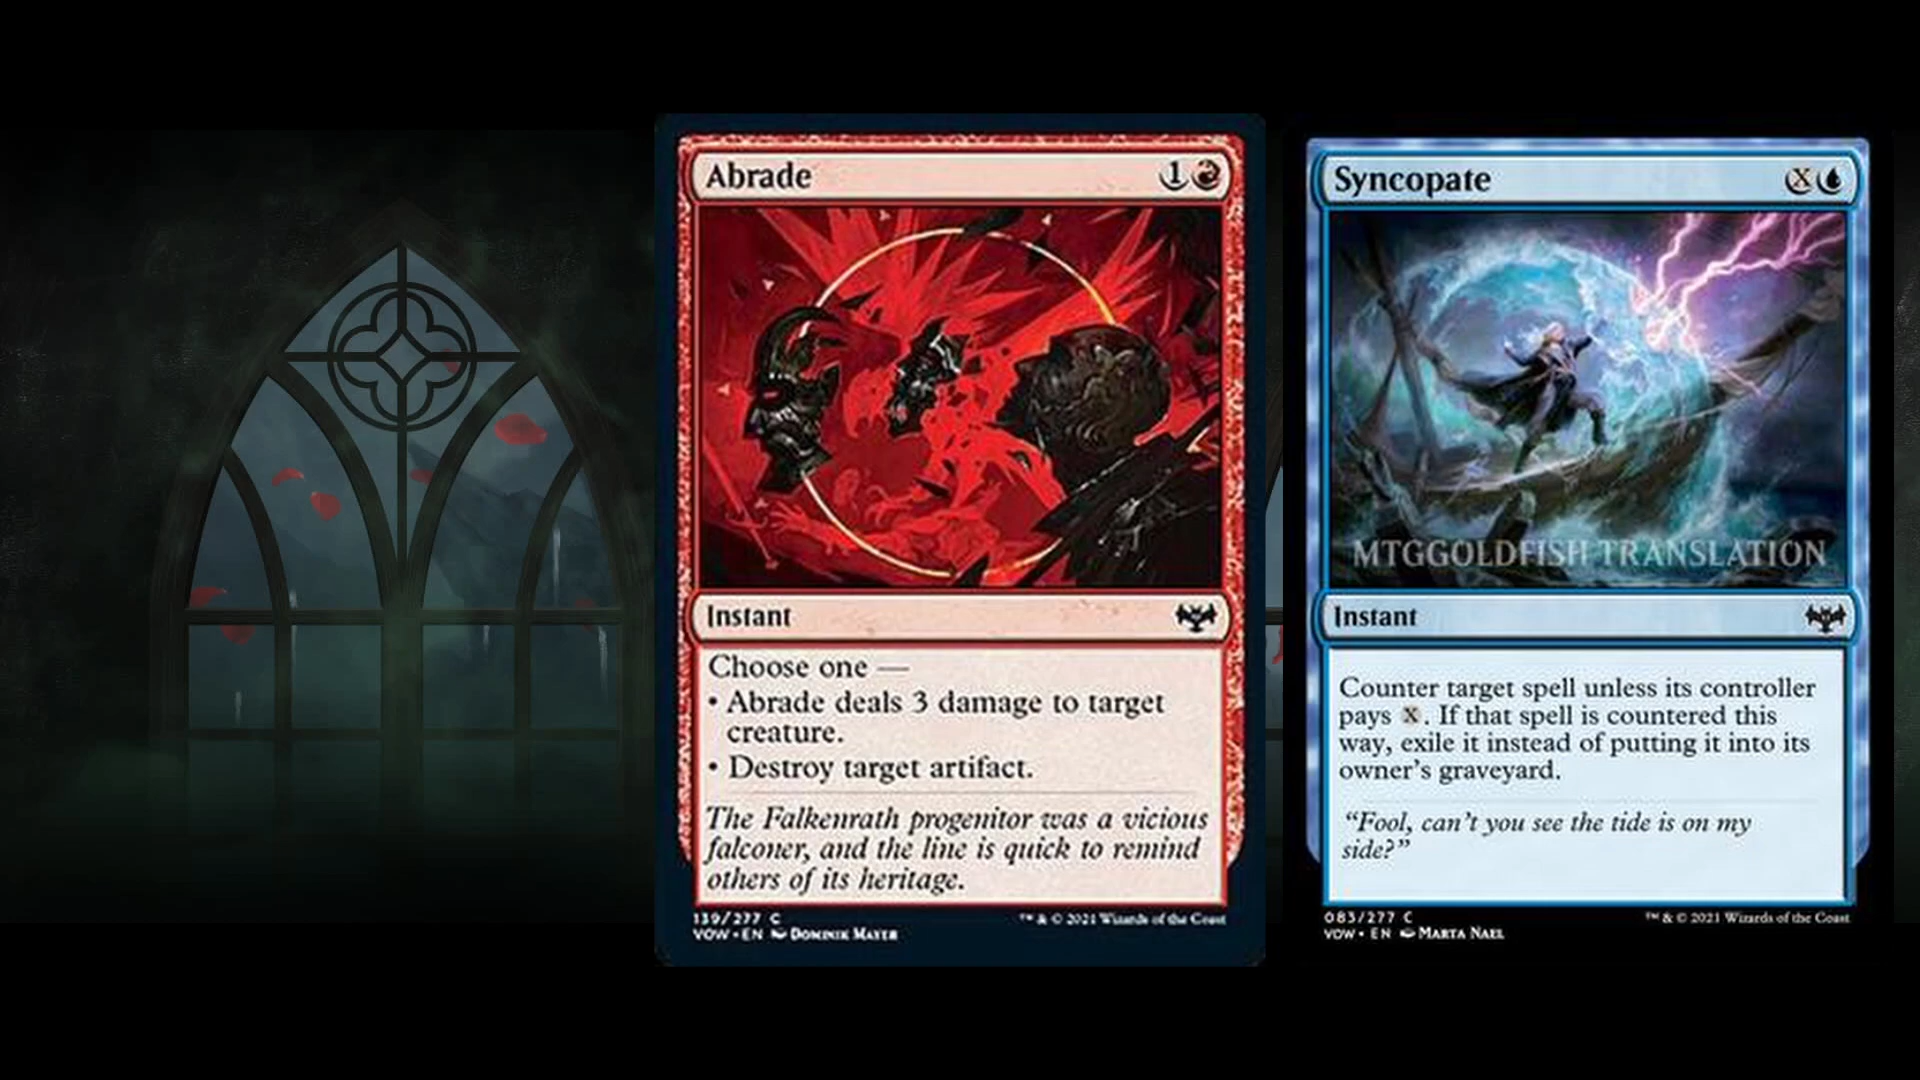 Abrade
1
Instant
Choose one —
• Abrade deals 3 damage to target
creature.
• Destroy target artifact.
The Falkenrath progenitor was a vicious
falconer, and the line is quick to remind
others of its heritage.
139/277 C
™ & © 2021 Wizards of the Coast
VOW • EN Dominik Mayer
Syncopate
X
MTGGOLDFISH TRANSLATION
Instant
Counter target spell unless its controller
pays X. If that spell is countered this
way, exile it instead of putting it into its
owner's graveyard.
"Fool, can't you see the tide is on my
side?"
083/277 C
™ & © 2021 Wizards of the Coast
VOW • EN Marta Nael